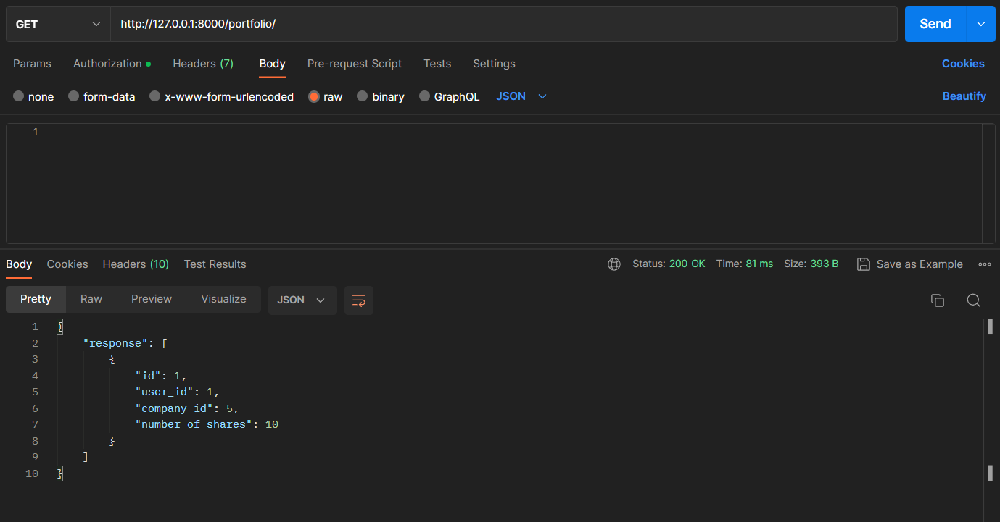 GET http://127.0.0.1:8000/portfolio/ Send
Params Authorization Headers (7) Body Pre-request Script Tests Settings Cookies
none form-data x-www-form-urlencoded raw binary GraphQL JSON Beautify
1
Body Cookies Headers (10) Test Results Status: 200 OK Time: 81 ms Size: 393 B Save as Example
Pretty Raw Preview Visualize JSON
1 {
2 "response": [
3 {
4 "id": 1,
5 "user_id": 1,
6 "company_id": 5,
7 "number_of_shares": 10
8 }
9 ]
10 }